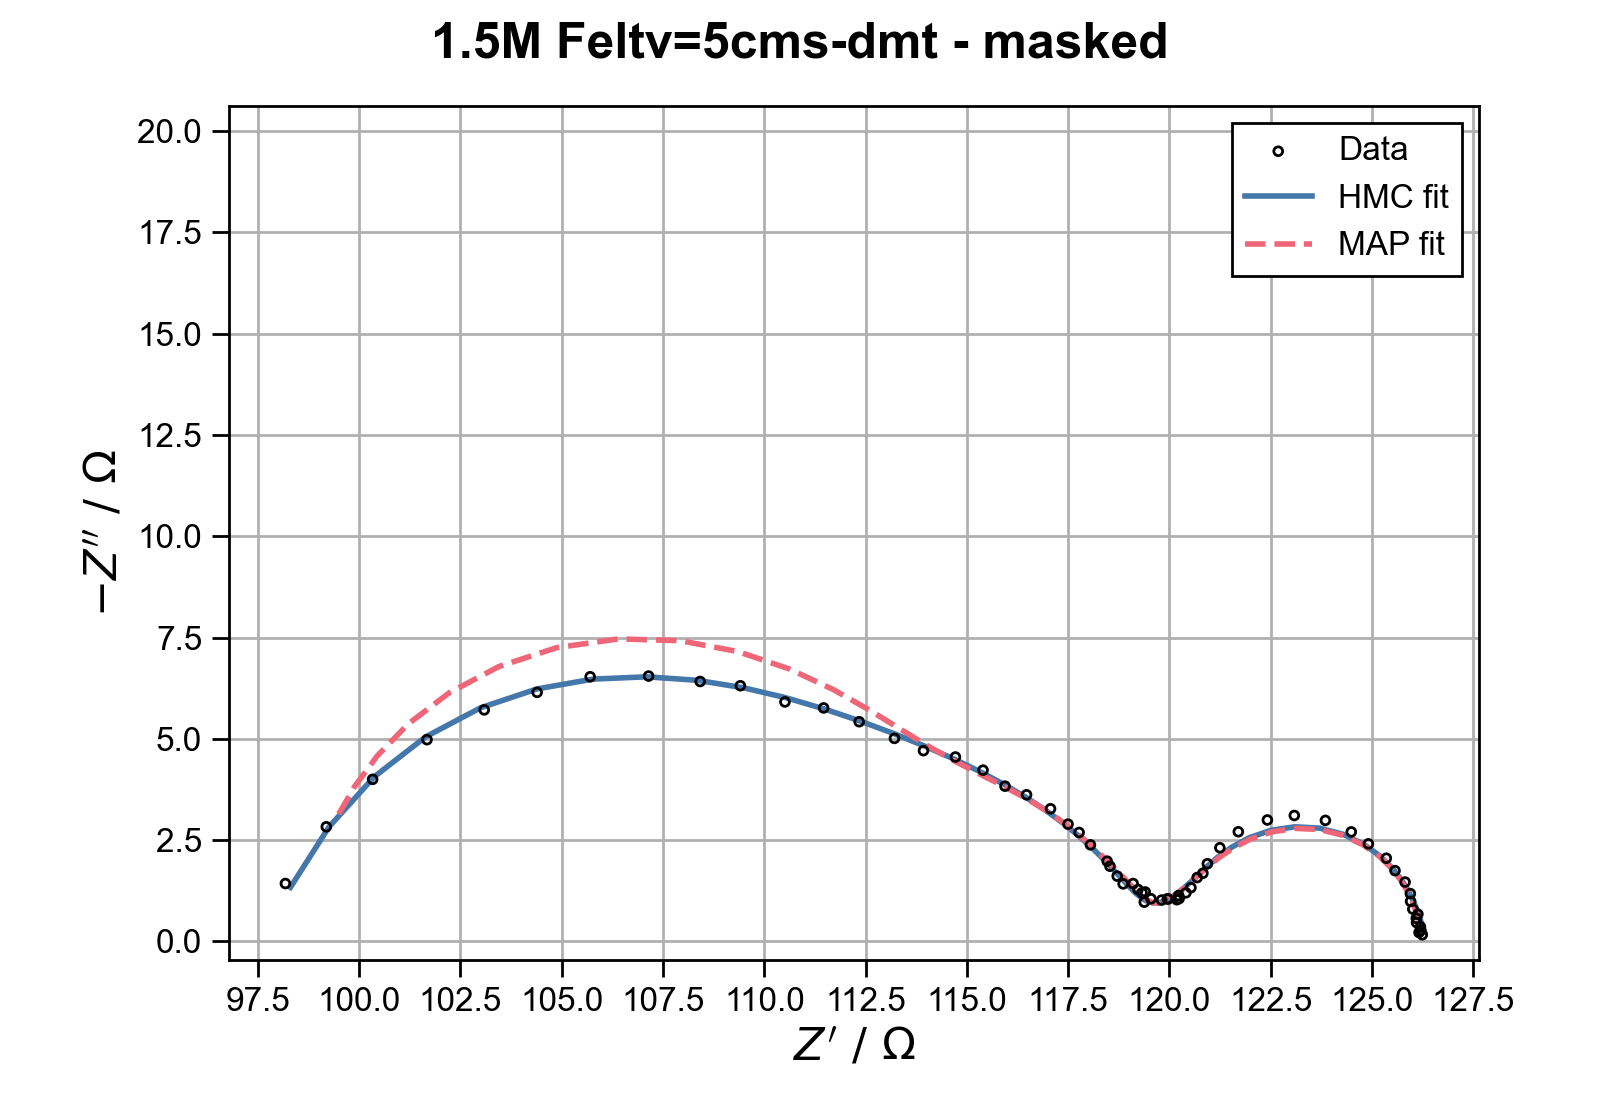 1.5M Feltv=5cms-dmt - masked
20.0
17.5
15.0
12.5
10.0
7.5
5.0
2.5
0.0
−Z′′ / Ω
Data
HMC fit
MAP fit
97.5 100.0 102.5 105.0 107.5 110.0 112.5 115.0 117.5 120.0 122.5 125.0 127.5
Z′ / Ω